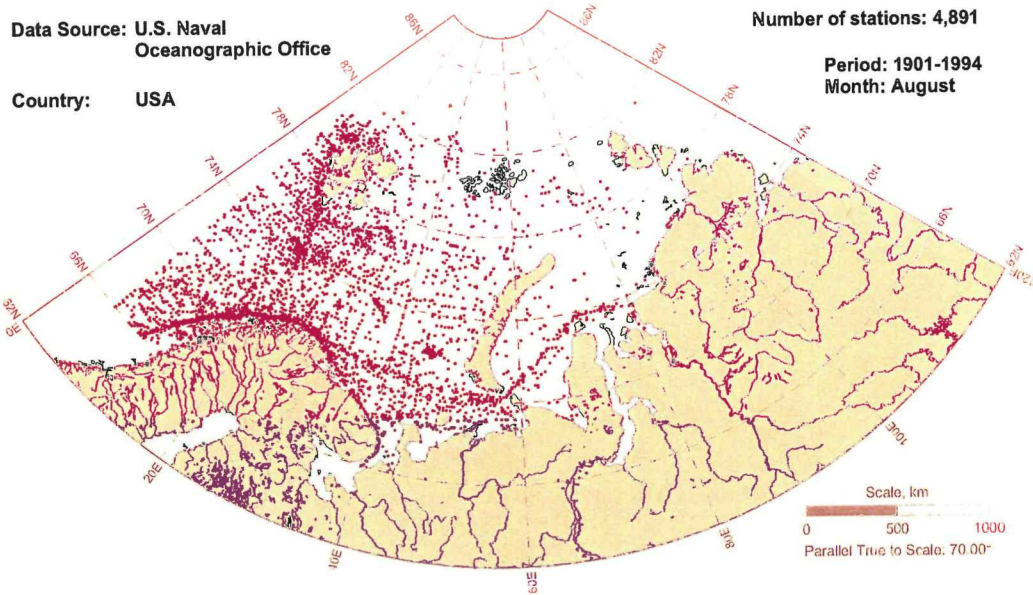 Data Source: U.S. Naval
Oceanographic Office
Country: USA
Number of stations: 4,891
Period: 1901-1994
Month: August
86N
86N
82N
82N
78N
78N
74N
74N
70N
70N
66N
66N
62N
62N
0E
120E
20E
100E
40E
80E
60E
Scale, km
0 500 1000
Parallel True to Scale: 70.00°